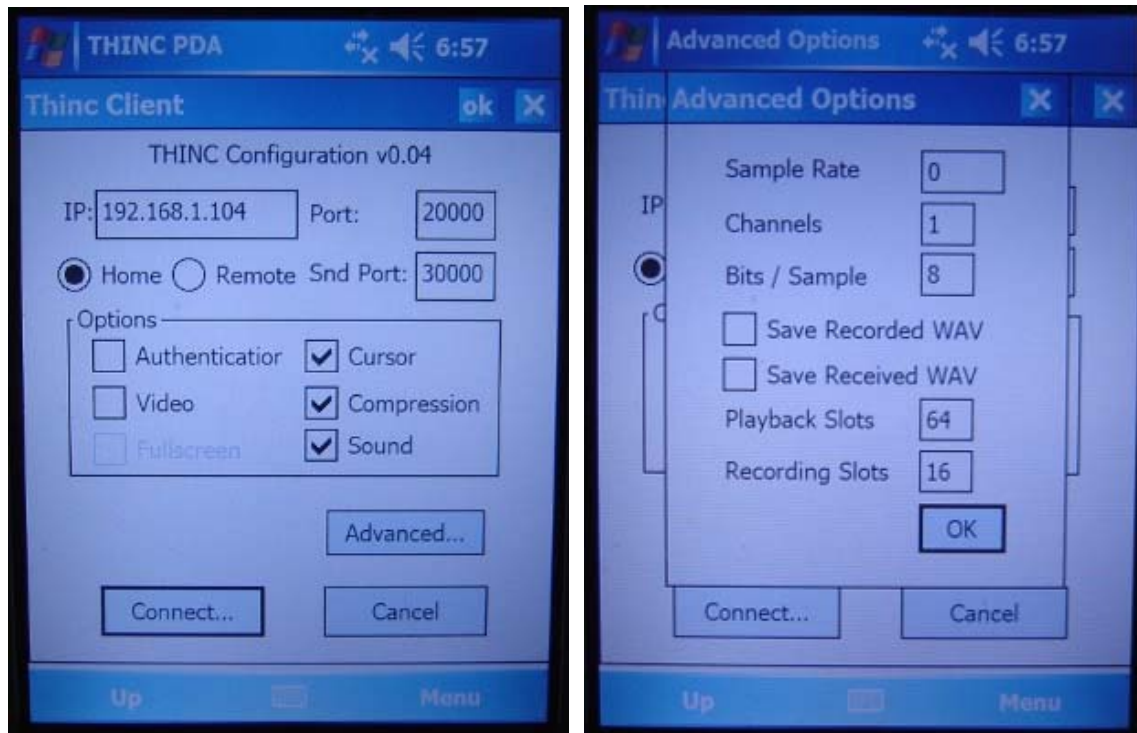 THINC PDA 6:57
Thinc Client ok X
THINC Configuration v0.04
IP: 192.168.1.104 Port: 20000
Home Remote Snd Port: 30000
Options
Authenticatior Cursor
Video Compression
Fullscreen Sound
Advanced...
Connect... Cancel
Up Menu
Advanced Options 6:57
Thin Advanced Options X X
Sample Rate 0
IP
Channels 1
Bits / Sample 8
Save Recorded WAV
Save Received WAV
Playback Slots 64
Recording Slots 16
OK
Connect... Cancel
Up Menu